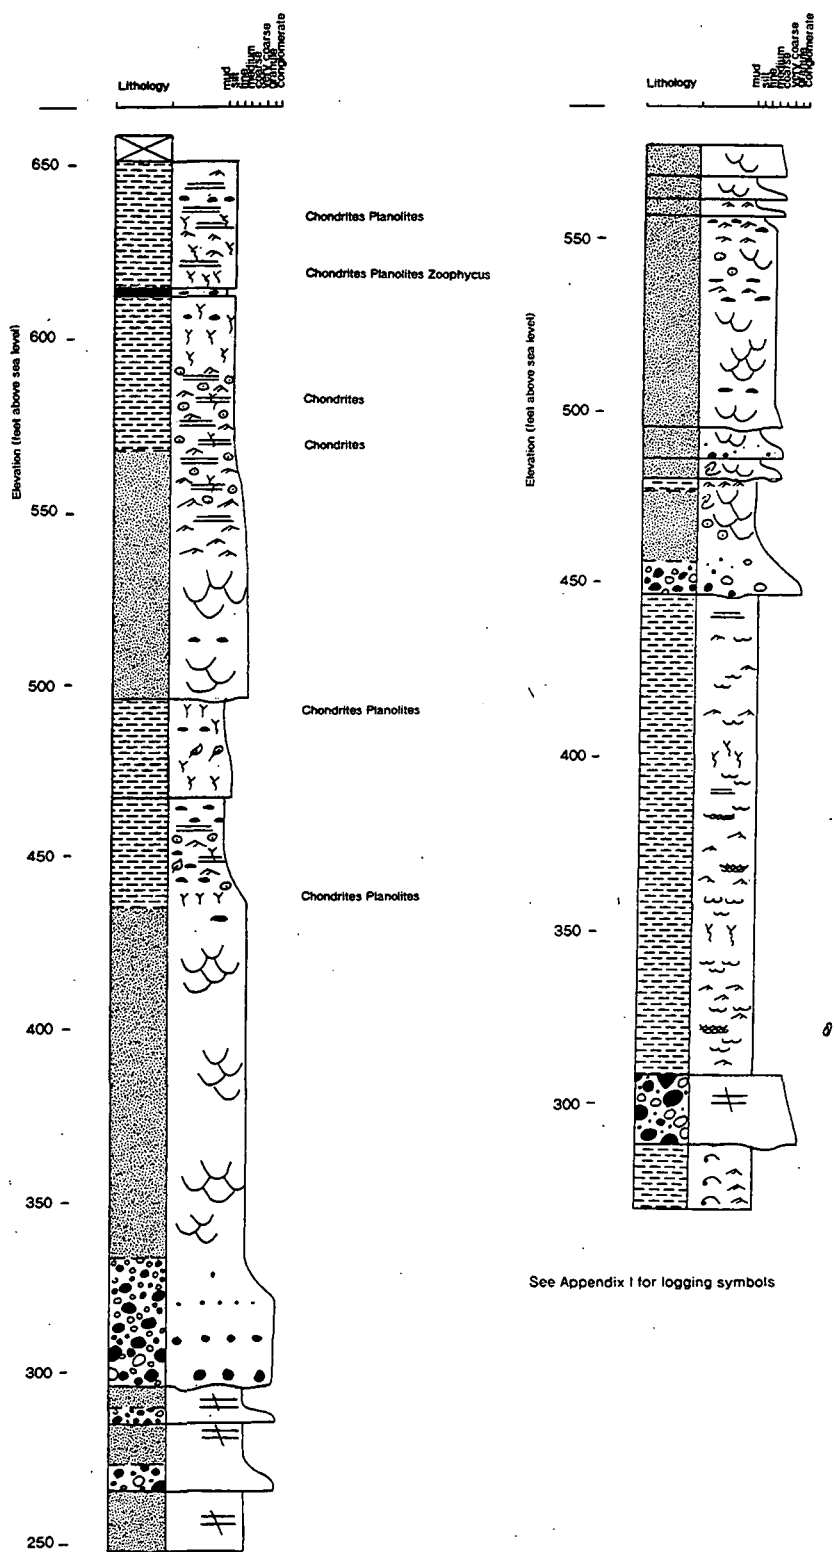 Lithology
mud
silt
fine
medium
coarse
very coarse
granule
conglomerate
Elevation (feet above sea level)
650
600
550
500
450
400
350
300
250
Chondrites Planolites
Chondrites Planolites Zoophycus
Chondrites
Chondrites
Chondrites Planolites
Chondrites Planolites
Lithology
mud
silt
fine
medium
coarse
very coarse
granule
conglomerate
Elevation (feet above sea level)
550
500
450
400
350
300
See Appendix I for logging symbols